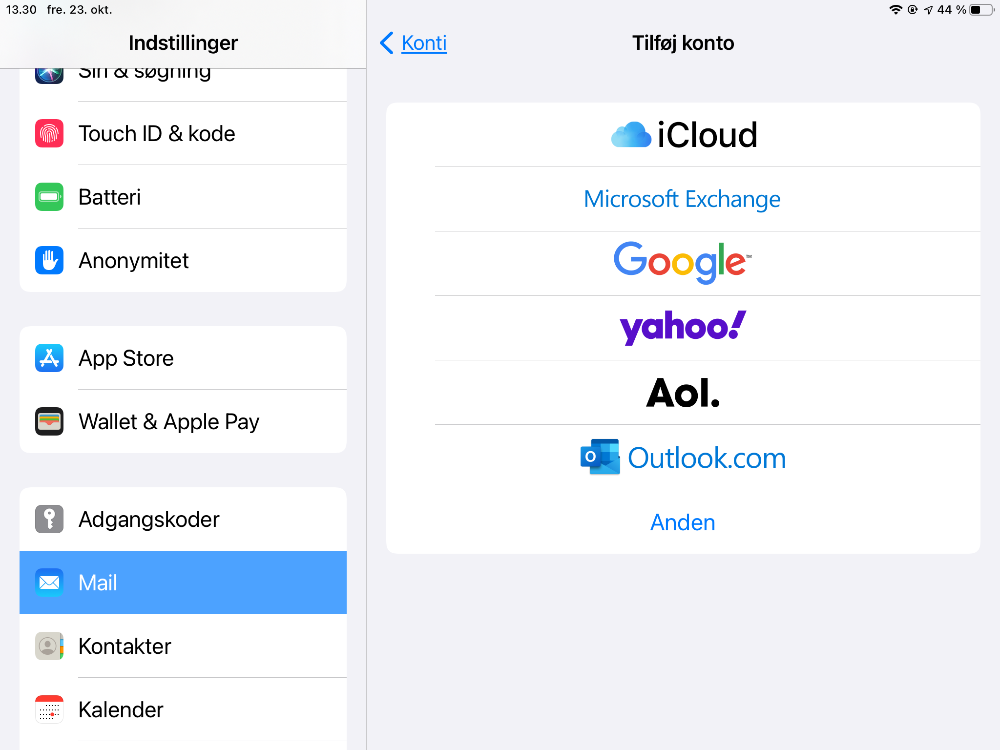 13.30 fre. 23. okt.
44 %
Indstillinger
Siri & søgning
Touch ID & kode
Batteri
Anonymitet
App Store
Wallet & Apple Pay
Adgangskoder
Mail
Kontakter
Kalender
Konti
Tilføj konto
iCloud
Microsoft Exchange
Google™
yahoo!
Aol.
Outlook.com
Anden